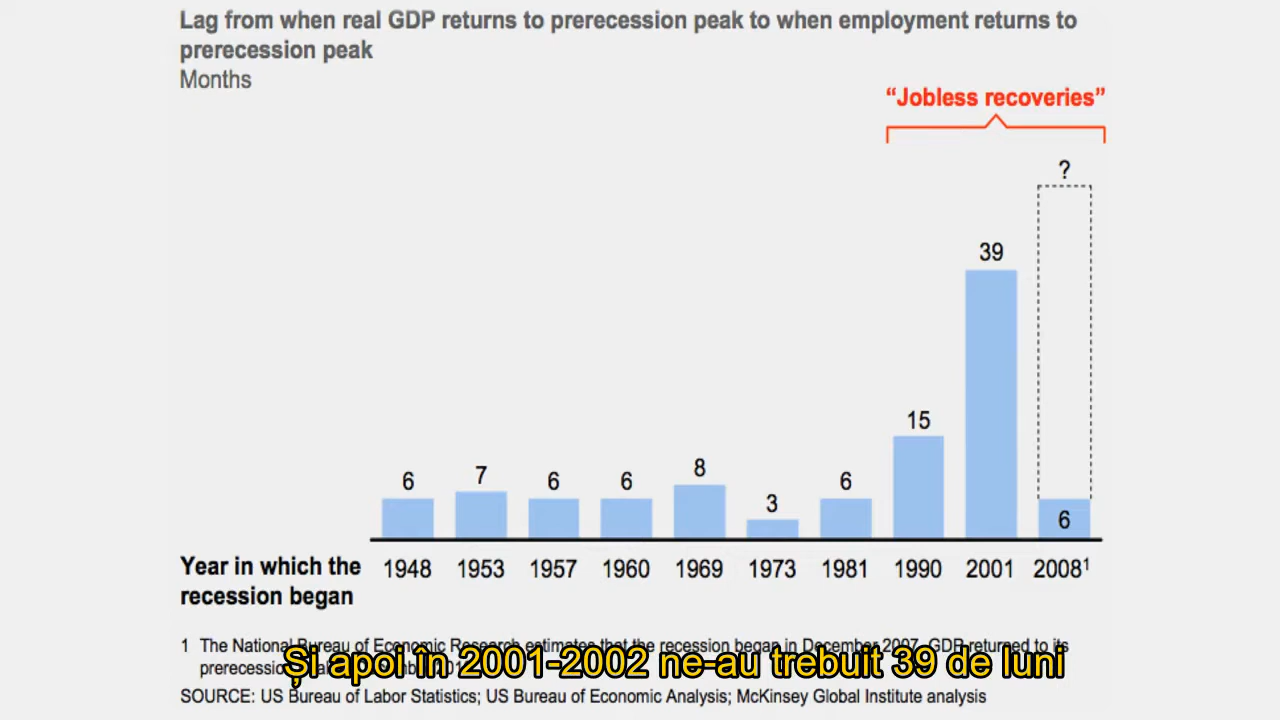 Lag from when real GDP returns to prerecession peak to when employment returns to
prerecession peak
Months
“Jobless recoveries”
?
39
15
8
7
6 6 6 3 6 6
Year in which the 1948 1953 1957 1960 1969 1973 1981 1990 2001 2008¹
recession began
1 The National Bureau of Economic Research estimates that the recession began in December 2007. GDP returned to its
prerecession
Și apoi în 2001-2002 ne-au trebuit 39 de luni
SOURCE: US Bureau of Labor Statistics; US Bureau of Economic Analysis; McKinsey Global Institute analysis